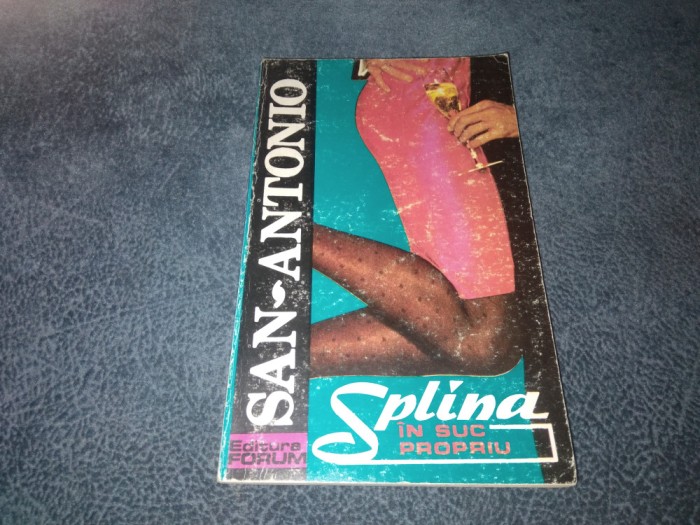 SAN-ANTONIO
Splina
ÎN SUC
PROPRIU
Editura
FORUM